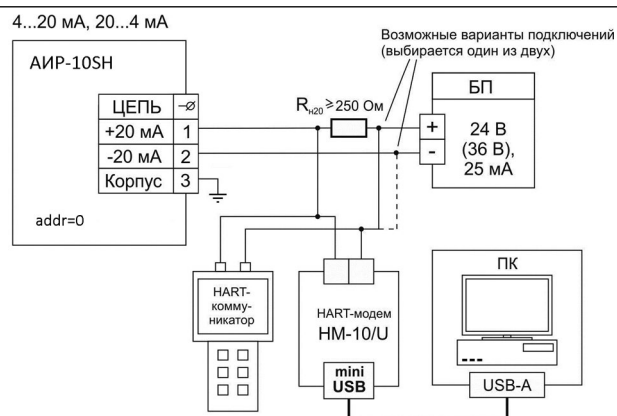 4...20 мА, 20...4 мА
Возможные варианты подключений
(выбирается один из двух)
АИР-10SH
ЦЕПЬ
+20 мА 1
-20 мА 2
Корпус 3
addr=0
Rн20 ≥ 250 Ом
БП
+
-
24 В
(36 В),
25 мА
HART-
комму-
никатор
HART-модем
НМ-10/U
mini
USB
ПК
USB-A